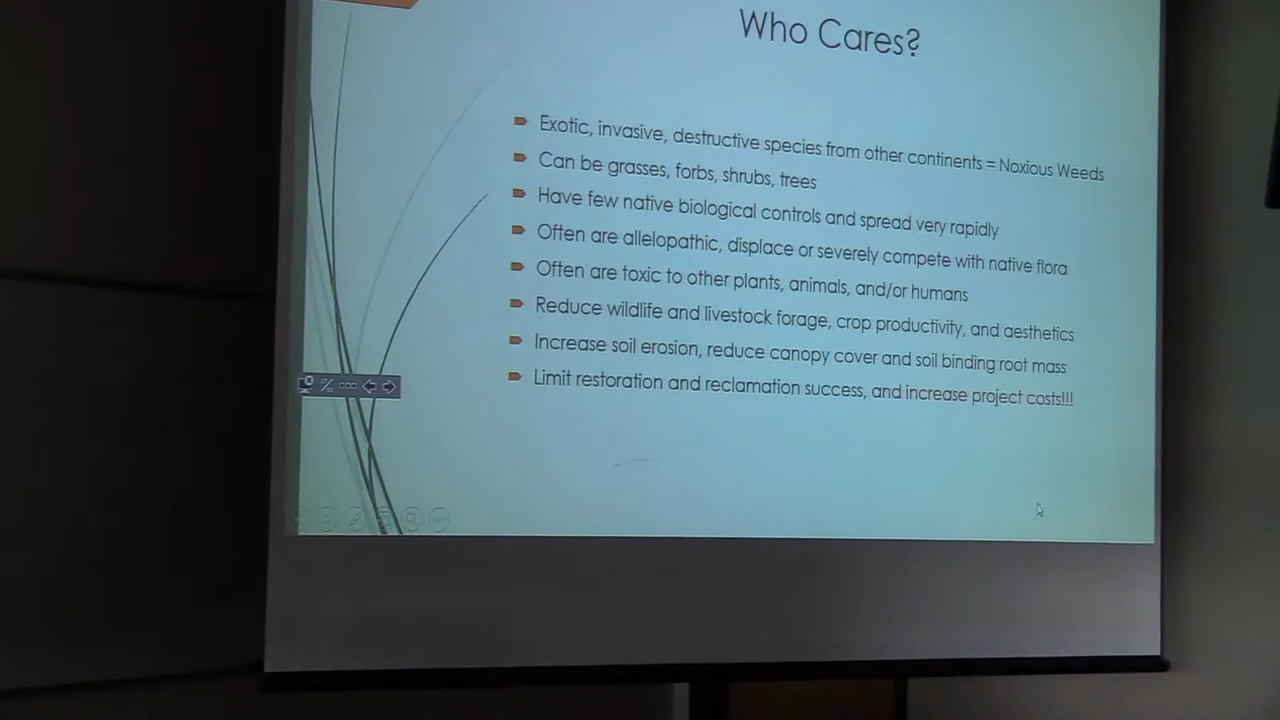 Who Cares?
Exotic, invasive, destructive species from other continents = Noxious Weeds
Can be grasses, forbs, shrubs, trees
Have few native biological controls and spread very rapidly
Often are allelopathic, displace or severely compete with native flora
Often are toxic to other plants, animals, and/or humans
Reduce wildlife and livestock forage, crop productivity, and aesthetics
Increase soil erosion, reduce canopy cover and soil binding root mass
Limit restoration and reclamation success, and increase project costs!!!